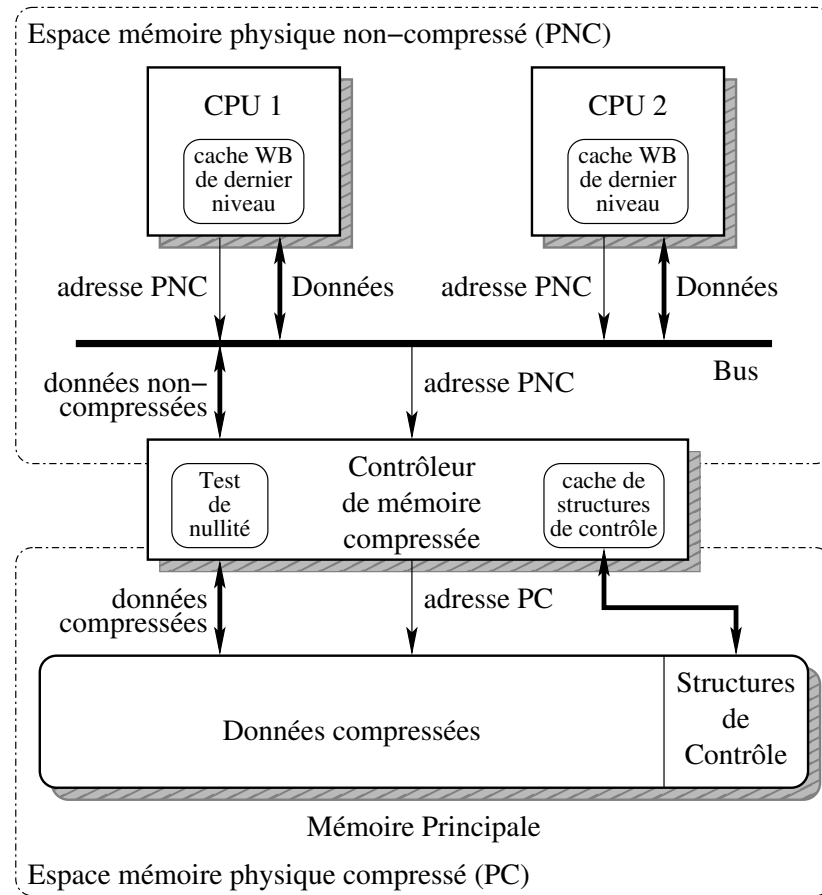 Espace mémoire physique non−compressé (PNC)
CPU 1
cache WB
de dernier
niveau
CPU 2
cache WB
de dernier
niveau
adresse PNC
Données
adresse PNC
Données
Bus
données non−
compressées
adresse PNC
Test
de
nullité
Contrôleur
de mémoire
compressée
cache de
structures
de contrôle
données
compressées
adresse PC
Données compressées
Structures
de
Contrôle
Mémoire Principale
Espace mémoire physique compressé (PC)